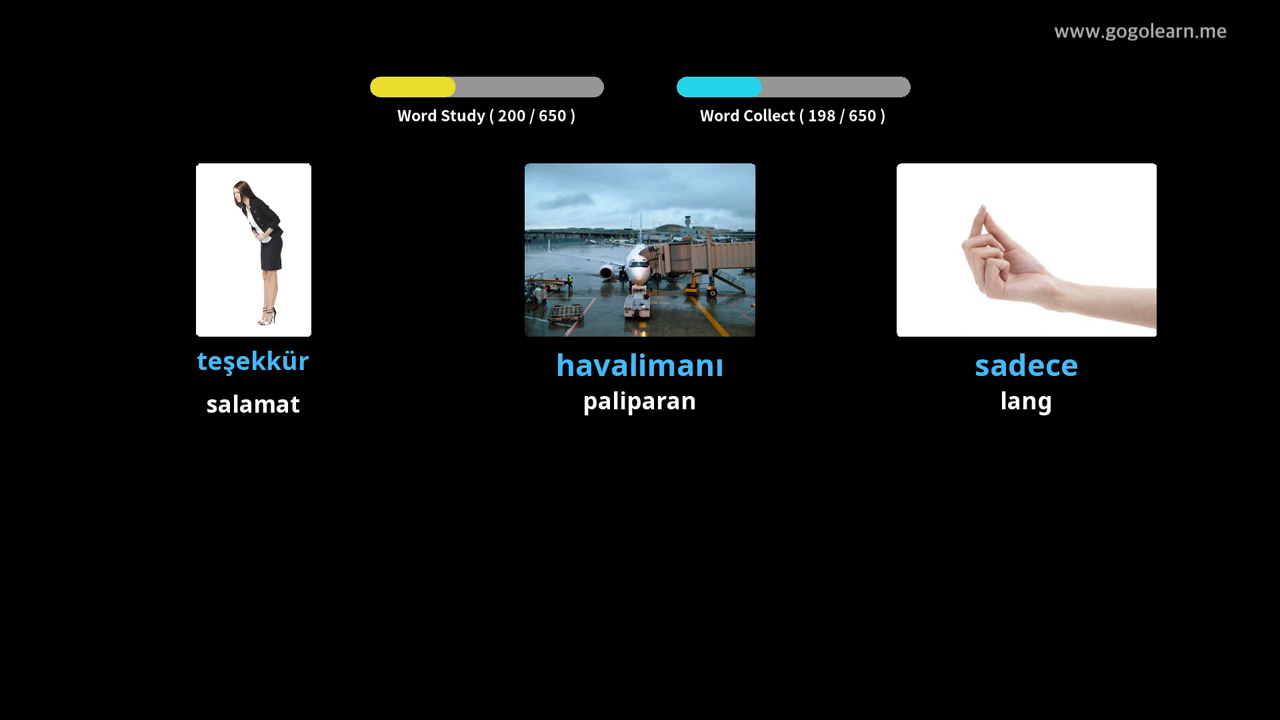 www.gogolearn.me
Word Study ( 200 / 650 )
Word Collect ( 198 / 650 )
teşekkür
salamat
havalimanı
paliparan
sadece
lang